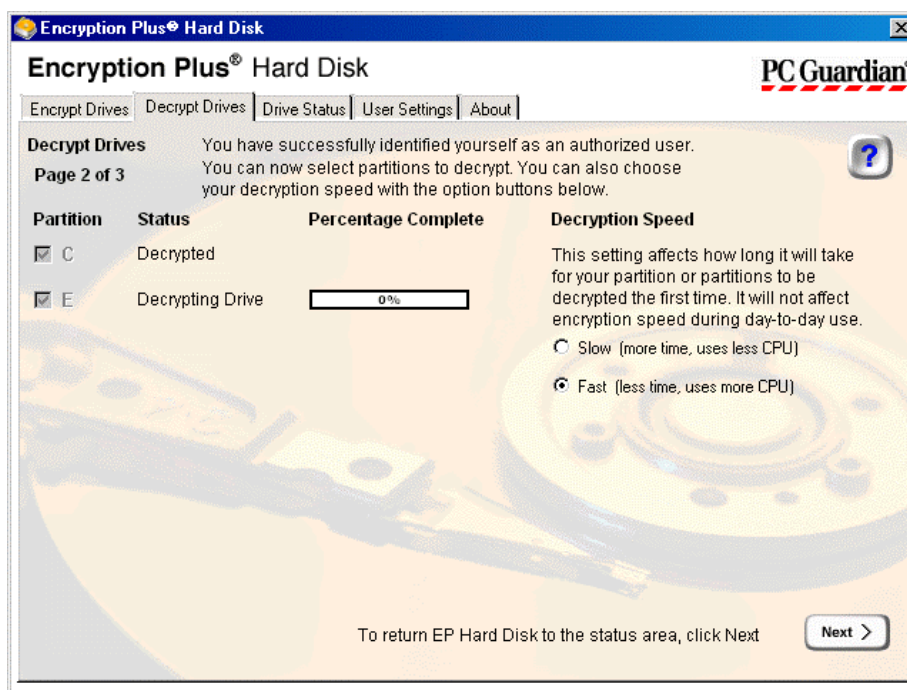 Encryption Plus® Hard Disk
Encryption Plus® Hard Disk
PC Guardian®
Encrypt Drives Decrypt Drives Drive Status User Settings About
Decrypt Drives
Page 2 of 3
You have successfully identified yourself as an authorized user.
You can now select partitions to decrypt. You can also choose
your decryption speed with the option buttons below.
?
Partition Status Percentage Complete Decryption Speed
C Decrypted
E Decrypting Drive 0%
This setting affects how long it will take
for your partition or partitions to be
decrypted the first time. It will not affect
encryption speed during day-to-day use.
Slow (more time, uses less CPU)
Fast (less time, uses more CPU)
To return EP Hard Disk to the status area, click Next
Next >